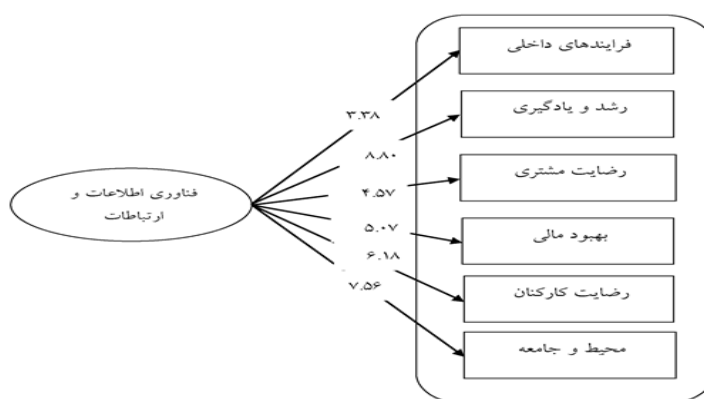 فرایندهای داخلی
۳.۳۸
رشد و یادگیری
۸.۸۰
رضایت مشتری
۴.۵۷
فناوری اطلاعات و
ارتباطات
۵.۰۷
بهبود مالی
۶.۱۸
رضایت کارکنان
۷.۵۶
محیط و جامعه